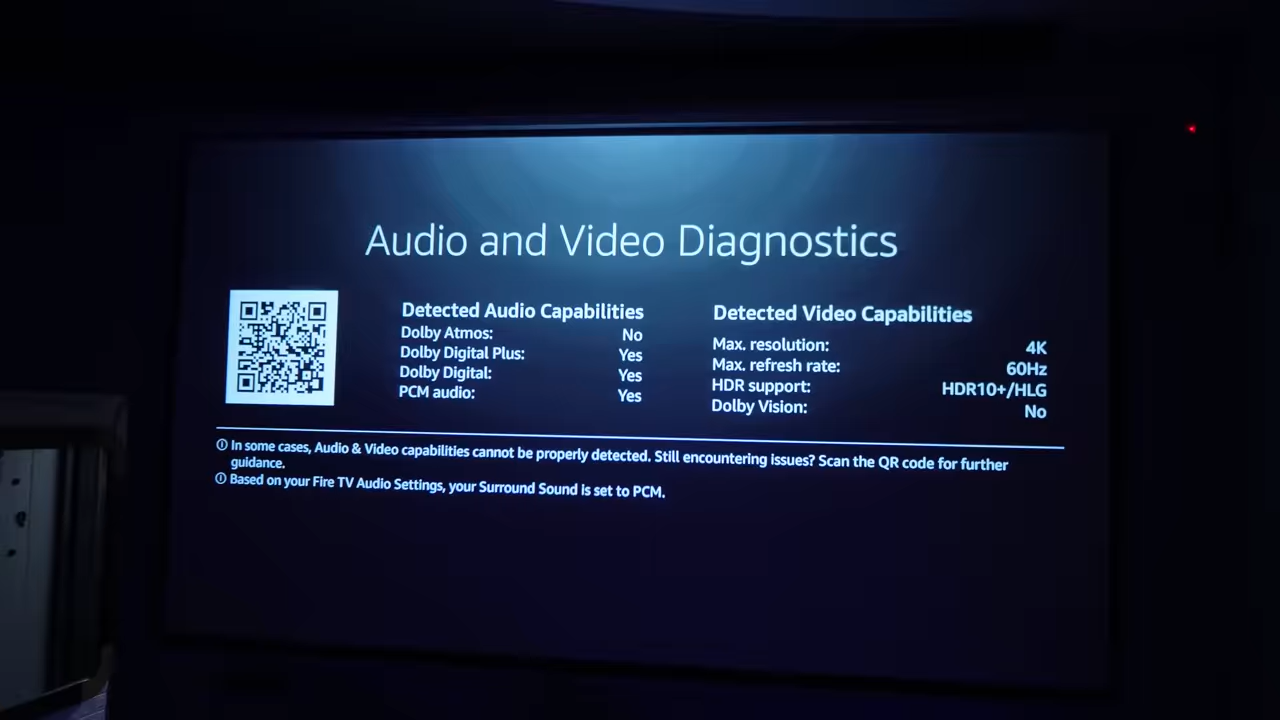 Audio and Video Diagnostics
Detected Audio Capabilities
Dolby Atmos: No
Dolby Digital Plus: Yes
Dolby Digital: Yes
PCM audio: Yes
Detected Video Capabilities
Max. resolution: 4K
Max. refresh rate: 60Hz
HDR support: HDR10+/HLG
Dolby Vision: No
In some cases, Audio & Video capabilities cannot be properly detected. Still encountering issues? Scan the QR code for further
guidance.
Based on your Fire TV Audio Settings, your Surround Sound is set to PCM.